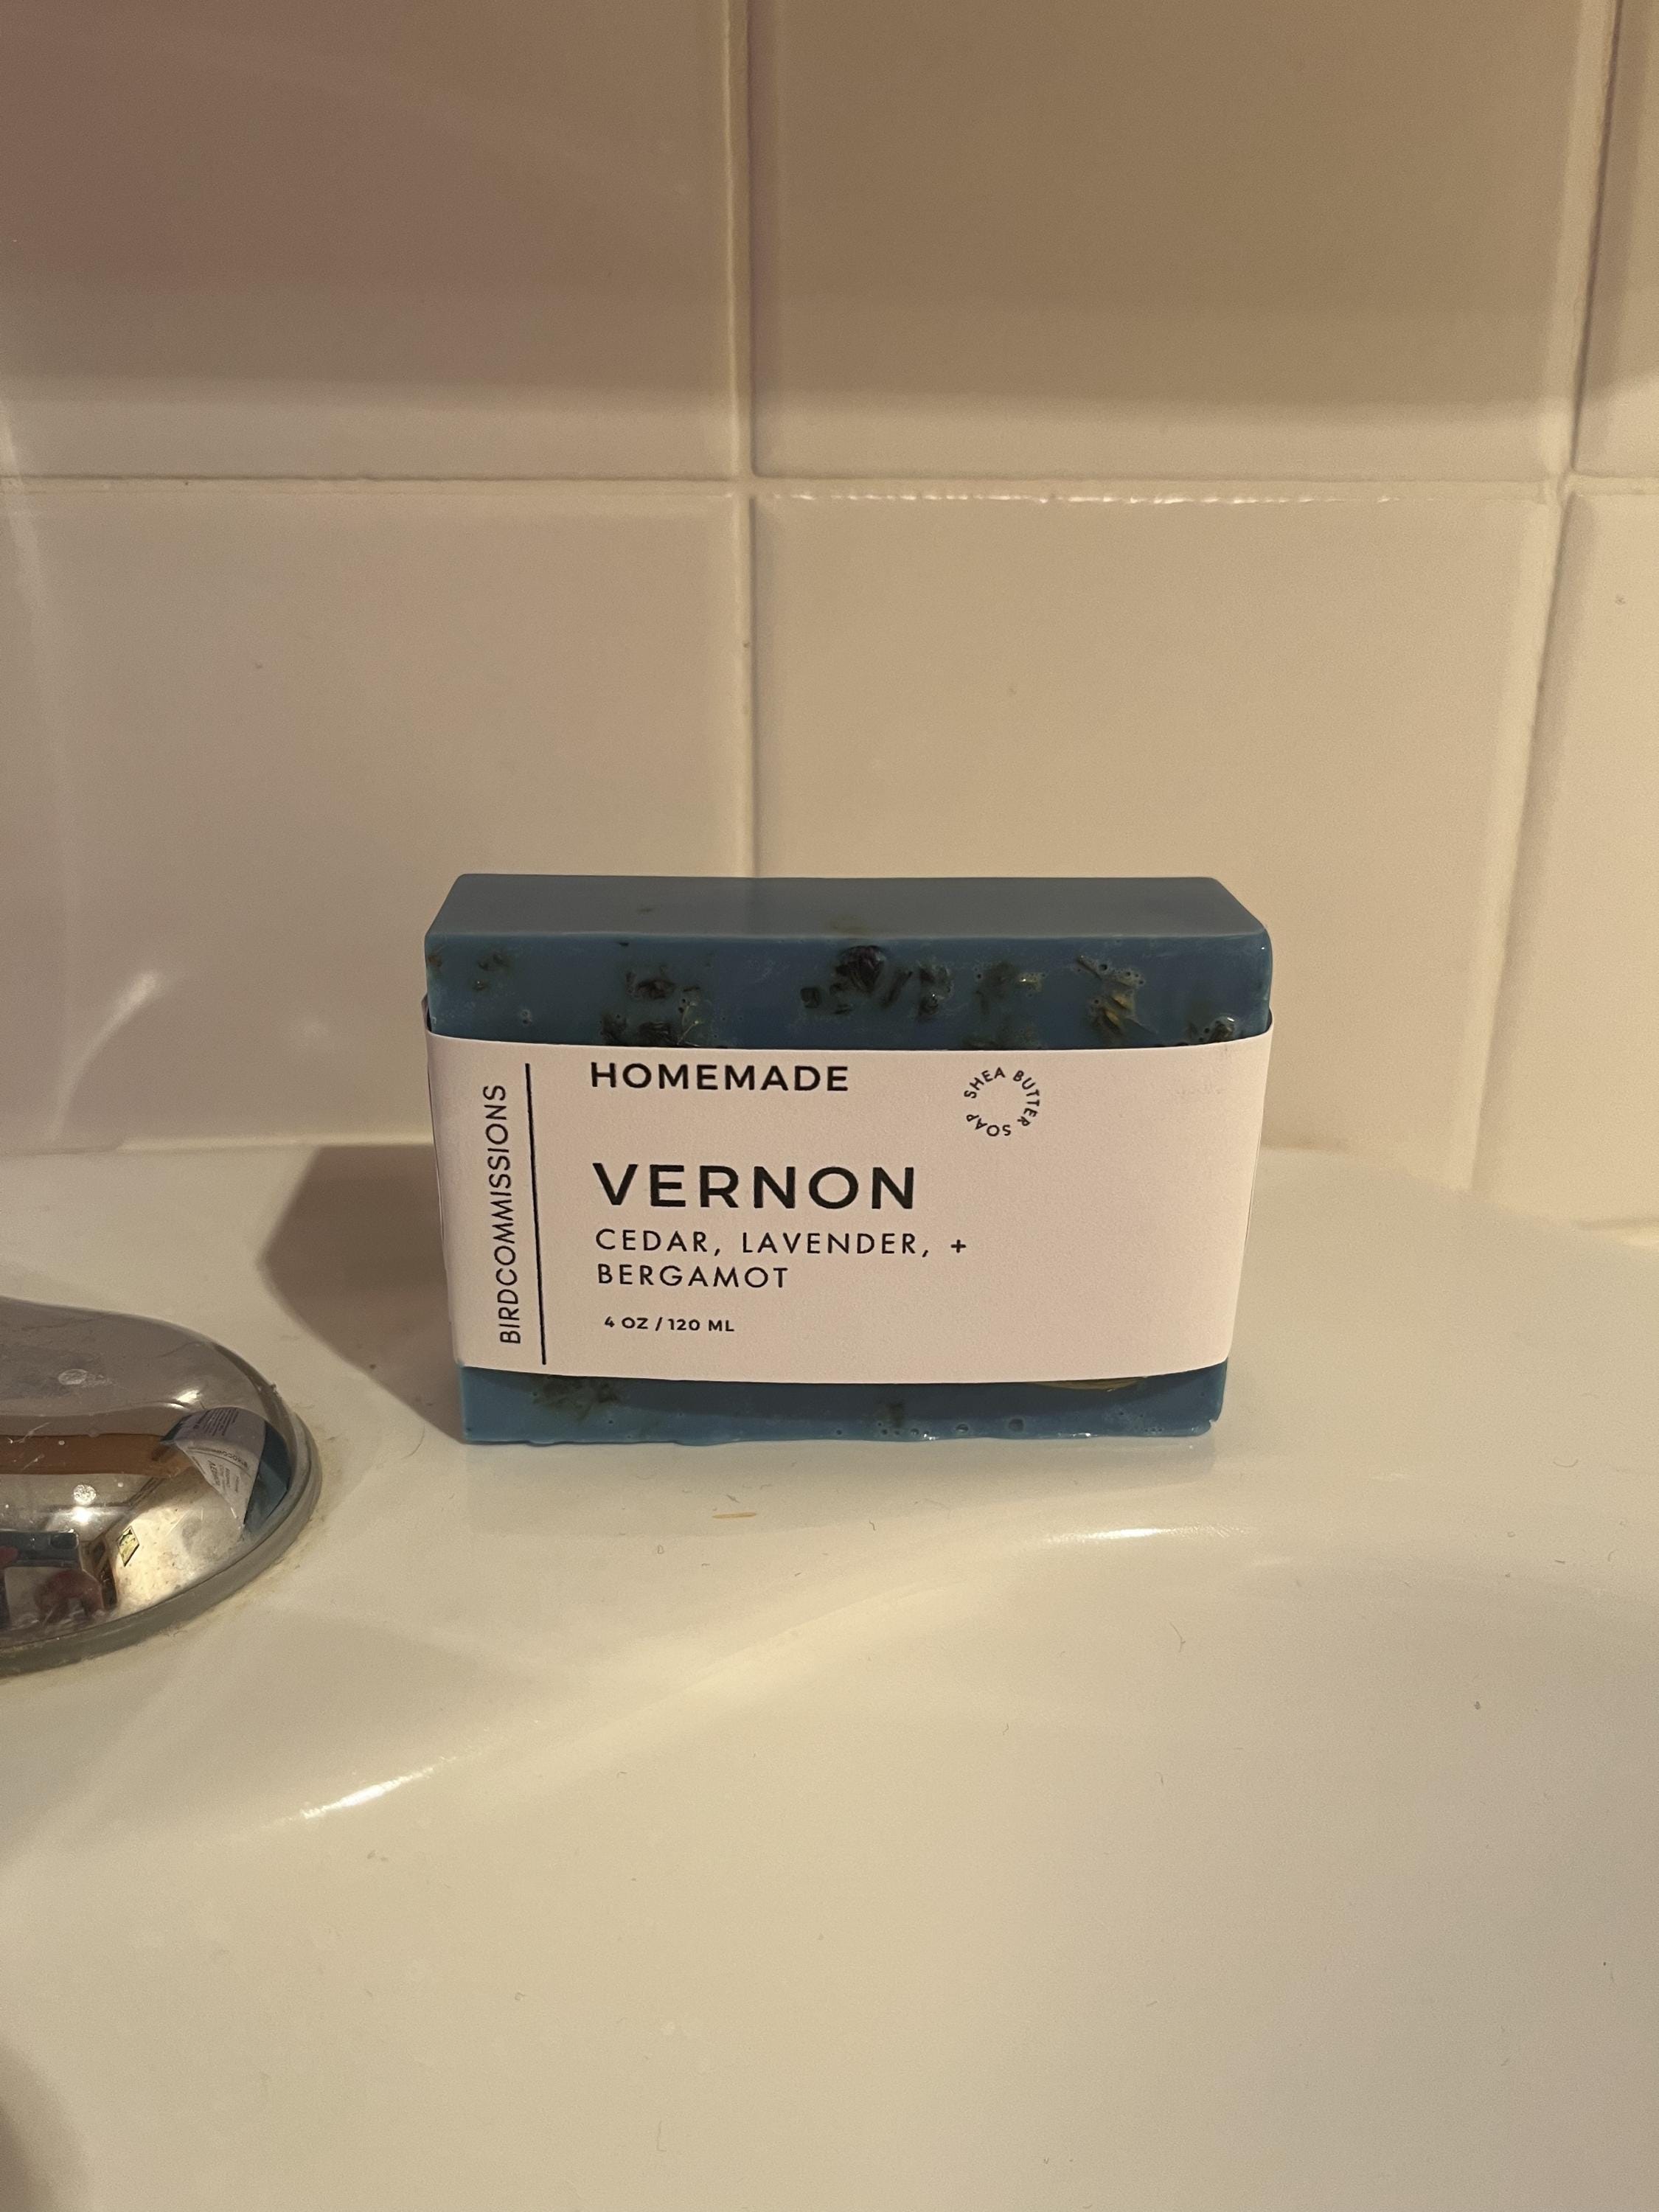 BIRDCOMMISSIONS
HOMEMADE
SHEA BUTTER SOAP
VERNON
CEDAR, LAVENDER, +
BERGAMOT
4 OZ / 120 ML